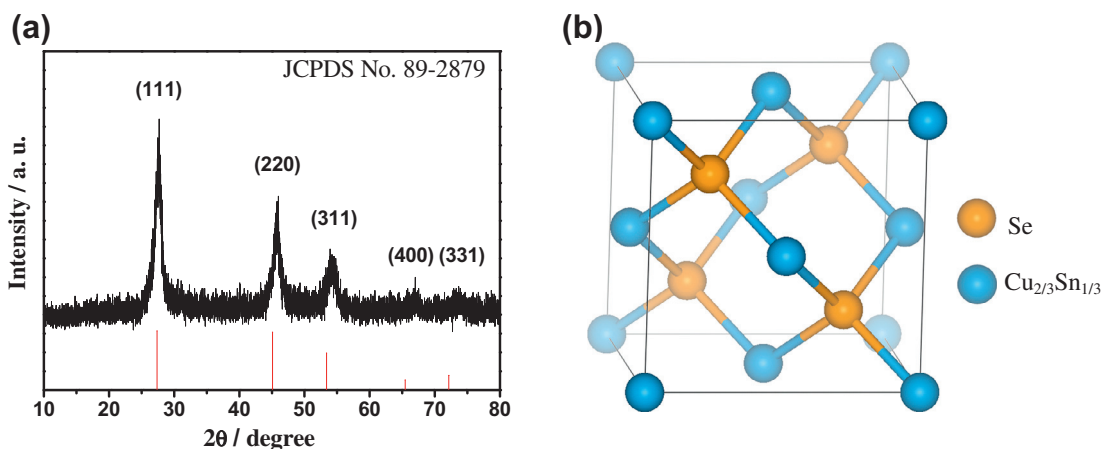 (a)
JCPDS No. 89-2879
(111)
(220)
(311)
(400) (331)
Intensity / a. u.
10 20 30 40 50 60 70 80
2θ / degree
(b)
Se
Cu2/3Sn1/3